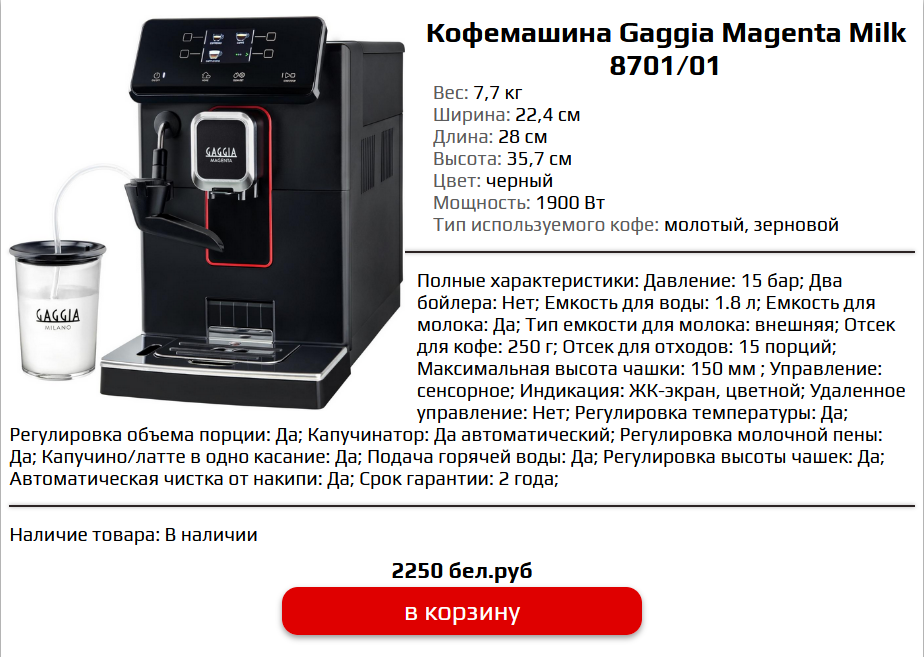 Кофемашина Gaggia Magenta Milk
8701/01
Вес: 7,7 кг
Ширина: 22,4 см
Длина: 28 см
Высота: 35,7 см
Цвет: черный
Мощность: 1900 Вт
Тип используемого кофе: молотый, зерновой
GAGGIA
MAGENTA
GAGGIA
MILANO
Полные характеристики: Давление: 15 бар; Два
бойлера: Нет; Емкость для воды: 1.8 л; Емкость для
молока: Да; Тип емкости для молока: внешняя; Отсек
для кофе: 250 г; Отсек для отходов: 15 порций;
Максимальная высота чашки: 150 мм ; Управление:
сенсорное; Индикация: ЖК-экран, цветной; Удаленное
управление: Нет; Регулировка температуры: Да;
Регулировка объема порции: Да; Капучинатор: Да автоматический; Регулировка молочной пены:
Да; Капучино/латте в одно касание: Да; Подача горячей воды: Да; Регулировка высоты чашек: Да;
Автоматическая чистка от накипи: Да; Срок гарантии: 2 года;
Наличие товара: В наличии
2250 бел.руб
в корзину